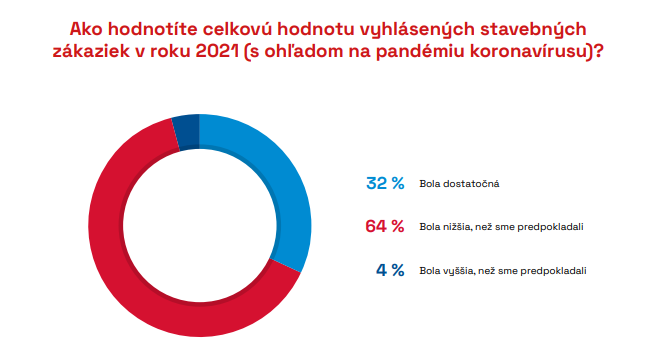 Ako hodnotíte celkovú hodnotu vyhlásených stavebných
zákaziek v roku 2021 (s ohľadom na pandémiu koronavírusu)?
32 % Bola dostatočná
64 % Bola nižšia, než sme predpokladali
4 % Bola vyššia, než sme predpokladali